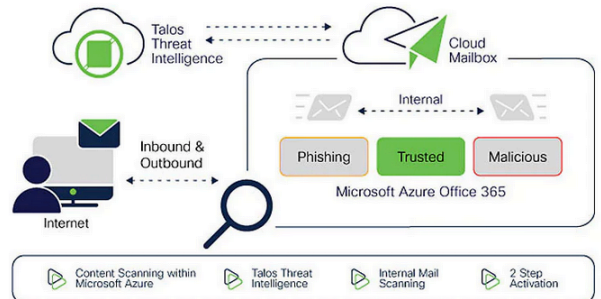 Talos
Threat
Intelligence
Cloud
Mailbox
Internal
Inbound &
Outbound
Phishing
Trusted
Malicious
Microsoft Azure Office 365
Internet
Content Scanning within
Microsoft Azure
Talos Threat
Intelligence
Internal Mail
Scanning
2 Step
Activation